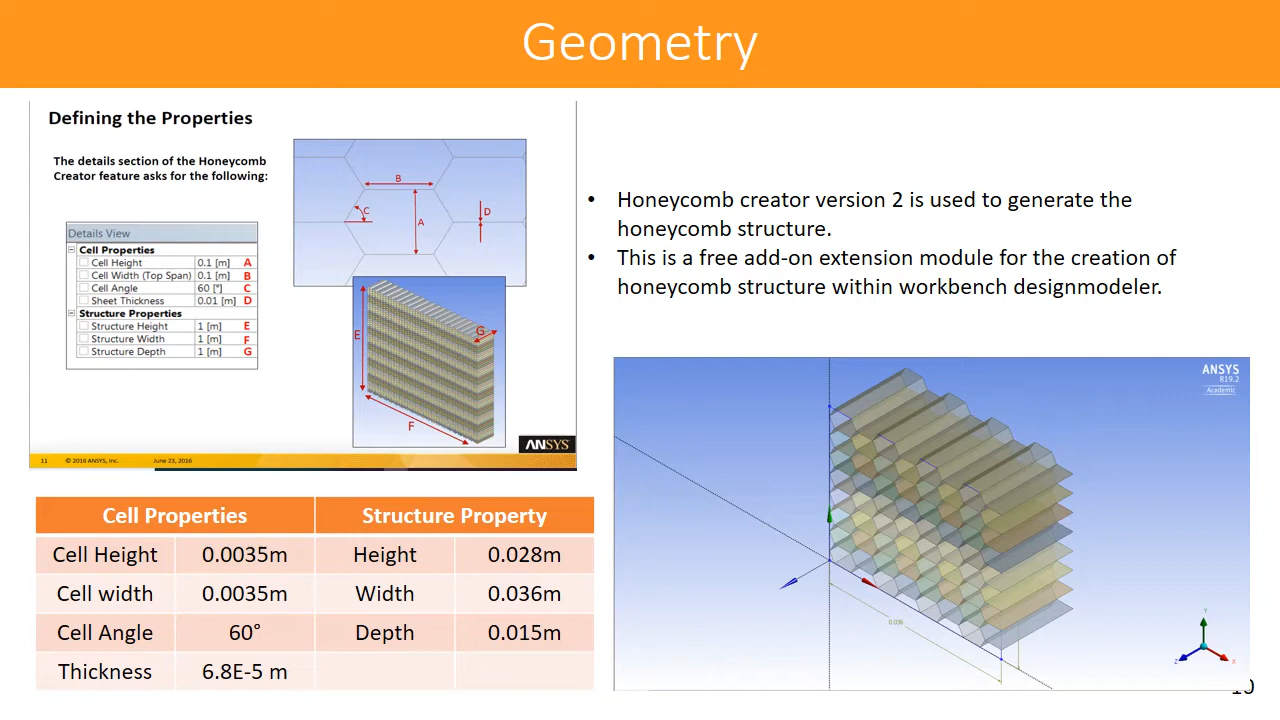 Geometry
Defining the Properties
The details section of the Honeycomb
Creator feature asks for the following:
Details View
Cell Properties
Cell Height 0.1 [m] A
Cell Width (Top Span) 0.1 [m] B
Cell Angle 60 [°] C
Sheet Thickness 0.01 [m] D
Structure Properties
Structure Height 1 [m] E
Structure Width 1 [m] F
Structure Depth 1 [m] G
B
C
A
D
E
G
F
ANSYS
11 © 2016 ANSYS, Inc. June 23, 2016
• Honeycomb creator version 2 is used to generate the
honeycomb structure.
• This is a free add-on extension module for the creation of
honeycomb structure within workbench designmodeler.
Cell Properties Structure Property
Cell Height 0.0035m Height 0.028m
Cell width 0.0035m Width 0.036m
Cell Angle 60° Depth 0.015m
Thickness 6.8E-5 m
ANSYS
R19.2
Academic
0.036
Y
Z
X
10